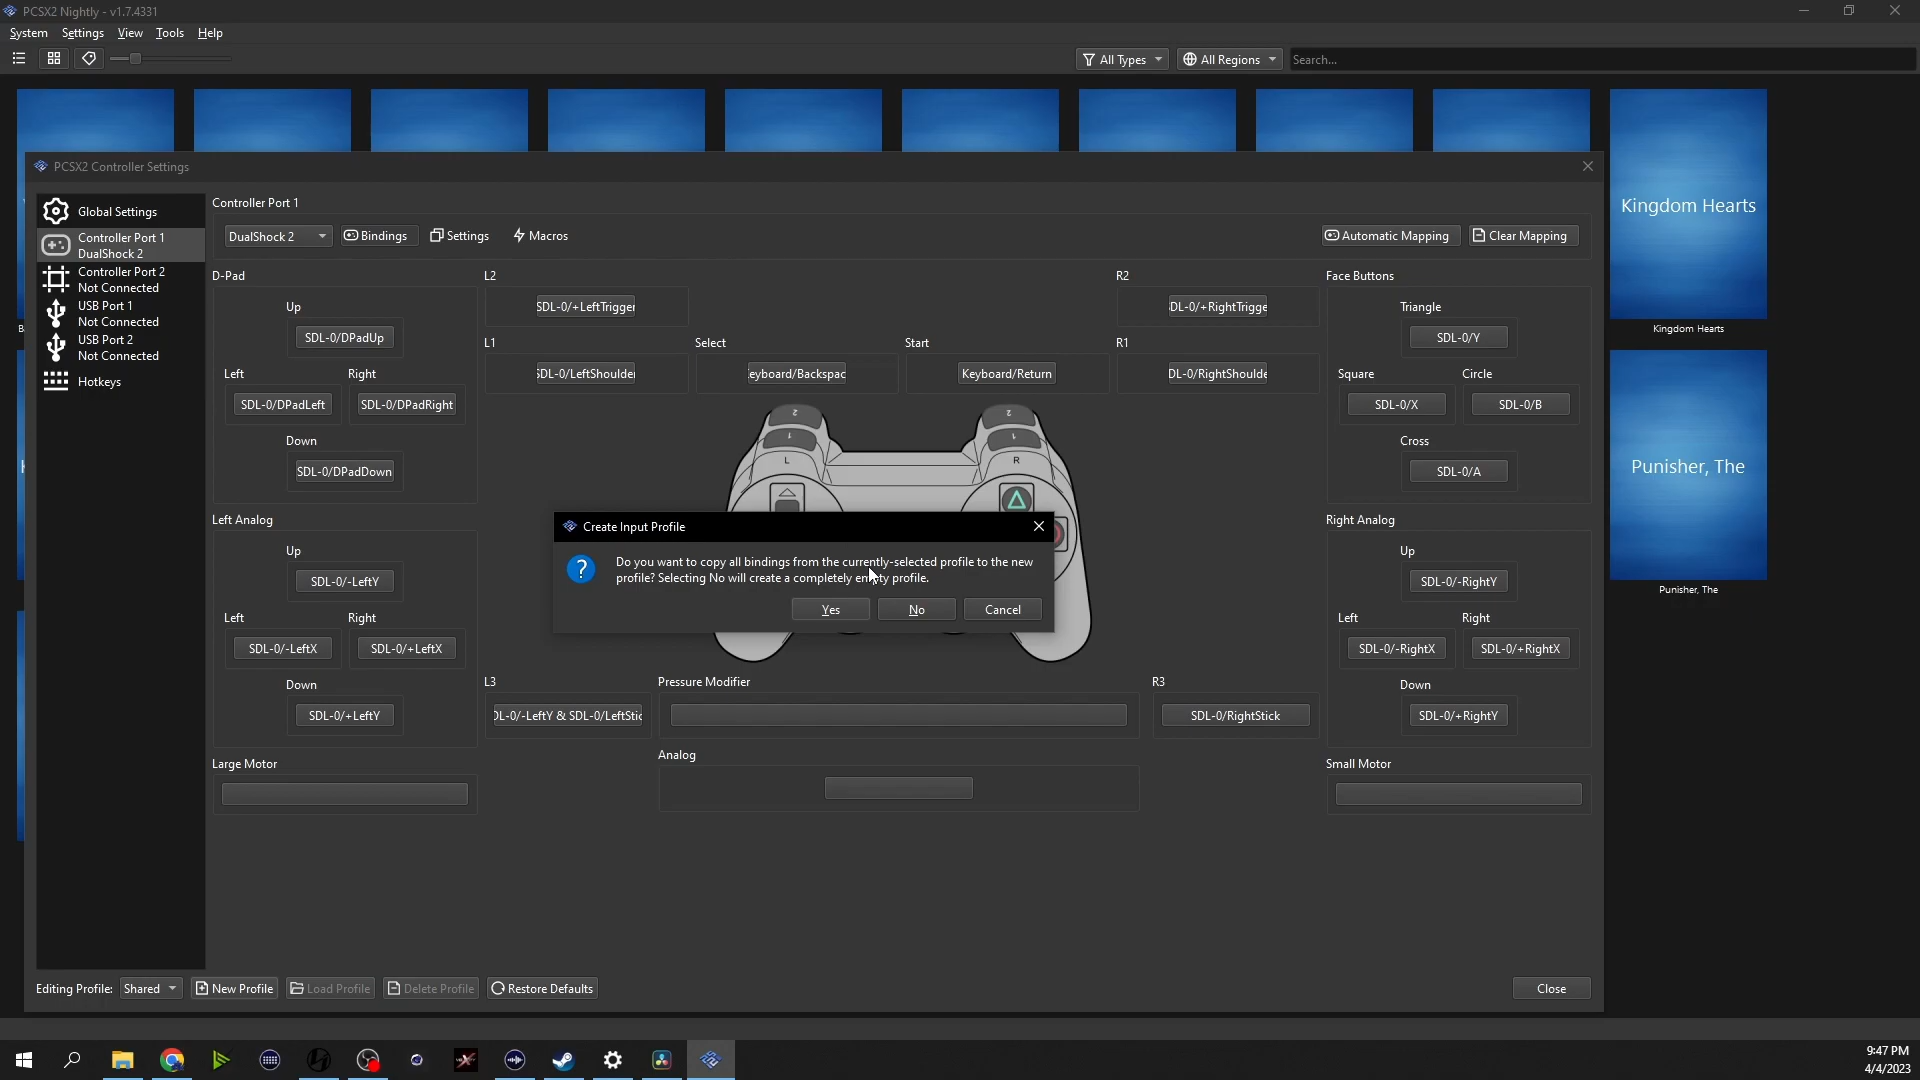 PCSX2 Nightly - v1.7.4331
System Settings View Tools Help
All Types All Regions Search...
PCSX2 Controller Settings
Global Settings
Controller Port 1
DualShock 2
Controller Port 2
Not Connected
USB Port 1
Not Connected
USB Port 2
Not Connected
Hotkeys
Controller Port 1
DualShock 2 Bindings Settings Macros Automatic Mapping Clear Mapping
D-Pad
Up
SDL-0/DPadUp
Left Right
SDL-0/DPadLeft SDL-0/DPadRight
Down
SDL-0/DPadDown
L2
SDL-0/+LeftTrigger
L1 Select Start
SDL-0/LeftShoulder eyboard/Backspac Keyboard/Return
R2
DL-0/+RightTrigge
R1
DL-0/RightShoulde
Face Buttons
Triangle
SDL-0/Y
Square Circle
SDL-0/X SDL-0/B
Cross
SDL-0/A
2 2
1 1
L R
Create Input Profile
Do you want to copy all bindings from the currently-selected profile to the new
profile? Selecting No will create a completely empty profile.
Yes No Cancel
Left Analog
Up
SDL-0/-LeftY
Left Right
SDL-0/-LeftX SDL-0/+LeftX
Down
SDL-0/+LeftY
Right Analog
Up
SDL-0/-RightY
Left Right
SDL-0/-RightX SDL-0/+RightX
Down
SDL-0/+RightY
L3 Pressure Modifier R3
DL-0/-LeftY & SDL-0/LeftStic SDL-0/RightStick
Large Motor Analog Small Motor
Editing Profile: Shared New Profile Load Profile Delete Profile Restore Defaults Close
Kingdom Hearts
Kingdom Hearts
Punisher, The
Punisher, The
9:47 PM
4/4/2023